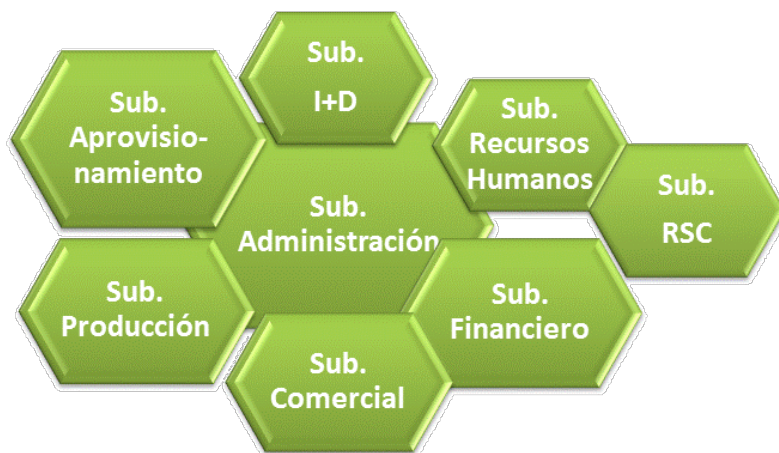 Sub.
I+D
Sub.
Aprovisio-
namiento
Sub.
Recursos
Humanos
Sub.
RSC
Sub.
Administración
Sub.
Producción
Sub.
Financiero
Sub.
Comercial